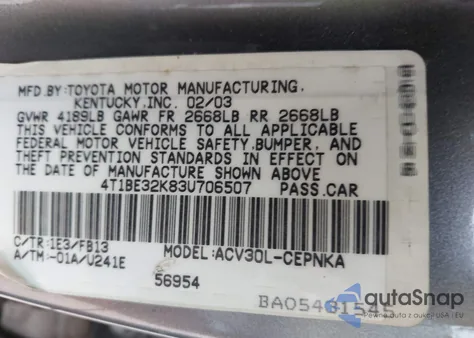 MFD.BY:TOYOTA MOTOR MANUFACTURING,
KENTUCKY,INC. 02/03
GVWR 4189LB GAWR FR 2668LB RR 2668LB
THIS VEHICLE CONFORMS TO ALL APPLICABLE
FEDERAL MOTOR VEHICLE SAFETY,BUMPER, AND
THEFT PREVENTION STANDARDS IN EFFECT ON
THE DATE OF MANUFACTURE SHOWN ABOVE
4T1BE32K83U706507 PASS.CAR
C/TR:1E3/FB13 MODEL:ACV30L-CEPNKA
A/TM:-01A/U241E
56954
autaSnap